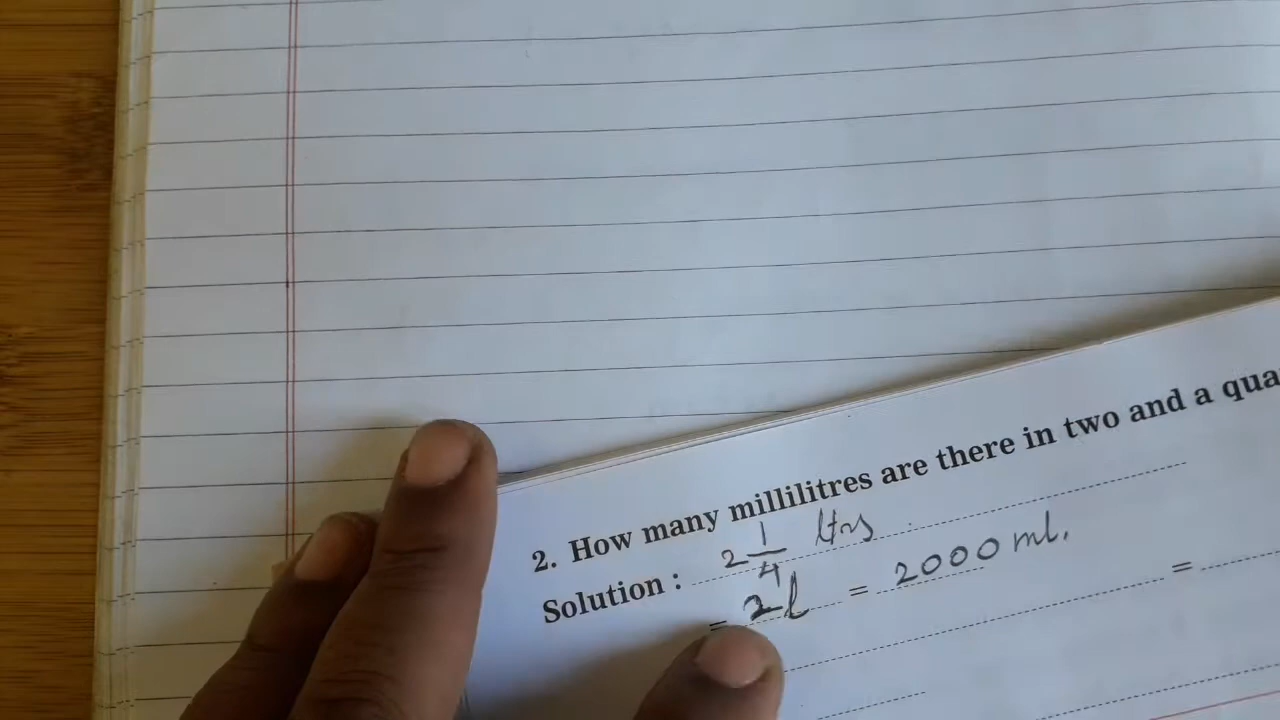 2. How many millilitres are there in two and a qua
Solution : 2 1/4 ltrs
= 2l = 2000 ml.
=